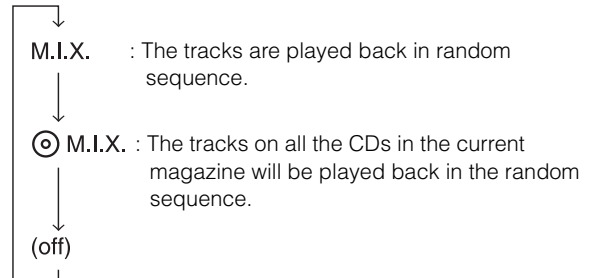 M.I.X. : The tracks are played back in random
sequence.
M.I.X. : The tracks on all the CDs in the current
magazine will be played back in the random
sequence.
(off)